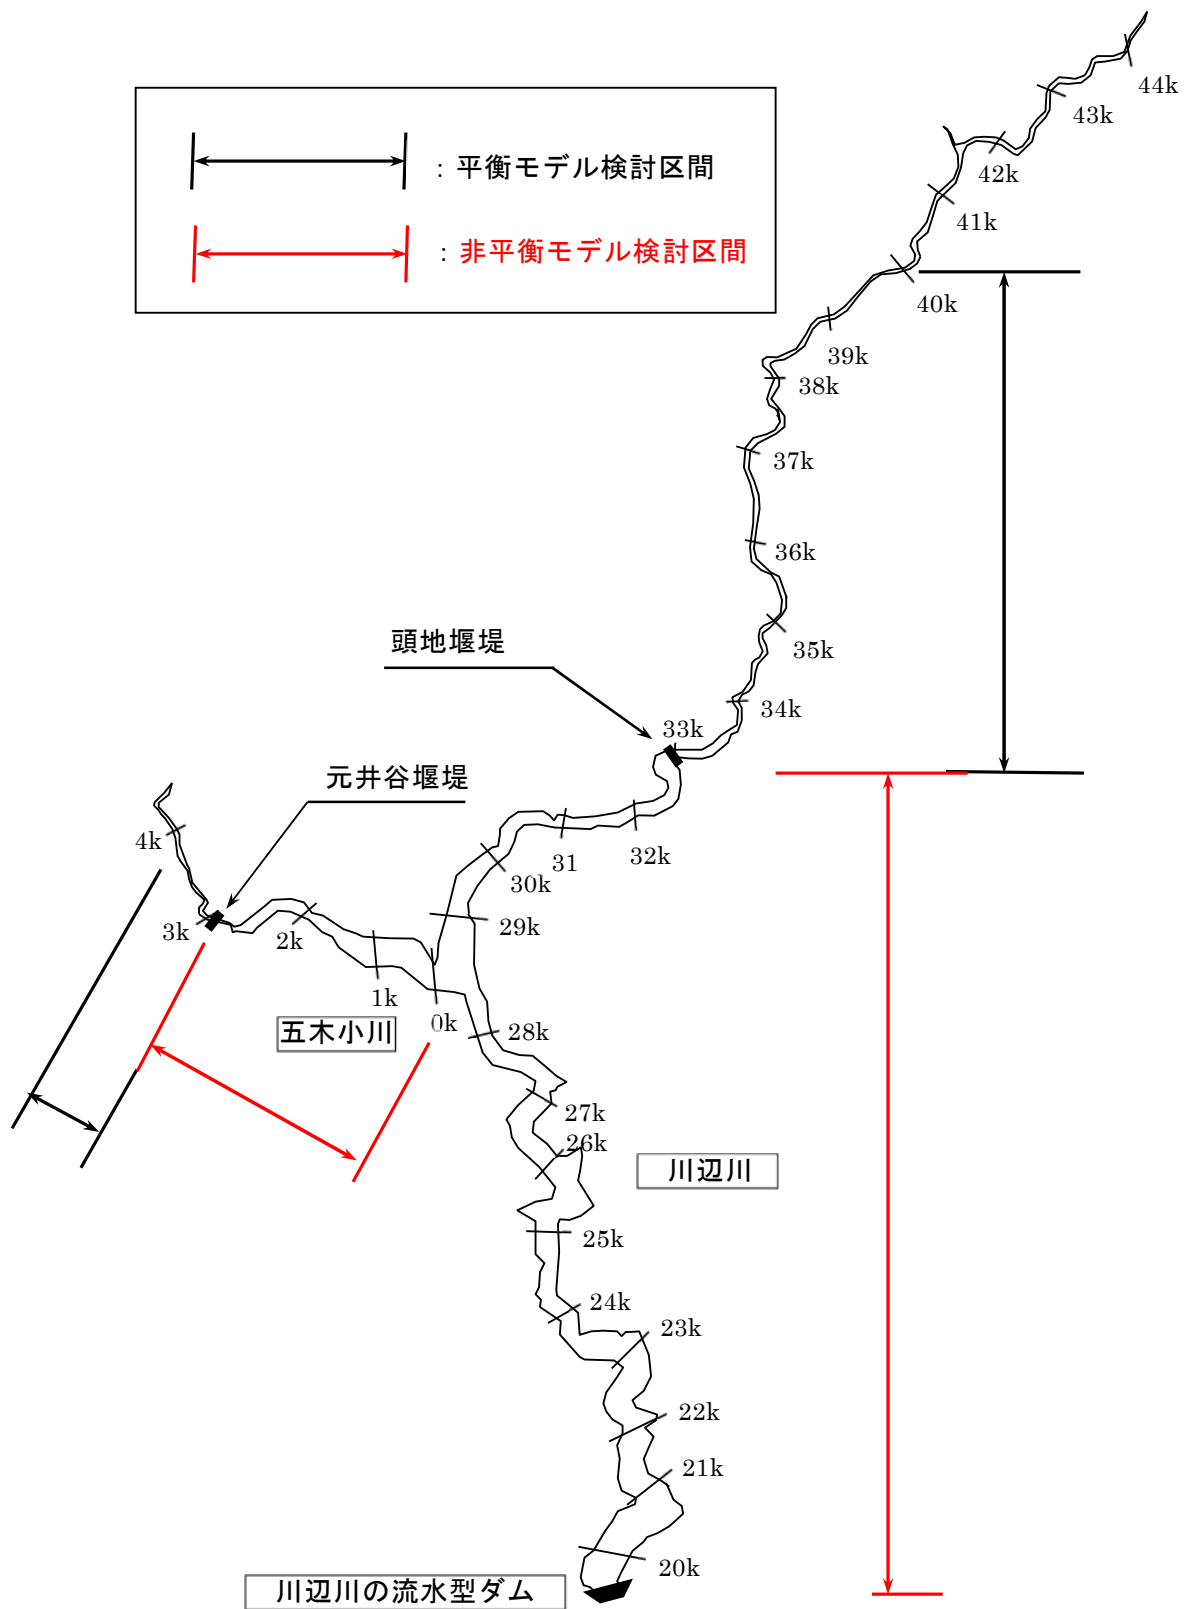 : 平衡モデル検討区間
: 非平衡モデル検討区間
44k
43k
42k
41k
40k
39k
38k
37k
36k
35k
34k
頭地堰堤
33k
元井谷堰堤
32k
31
30k
29k
28k
27k
26k
25k
24k
23k
22k
21k
20k
4k
3k
2k
1k
0k
五木小川
川辺川
川辺川の流水型ダム